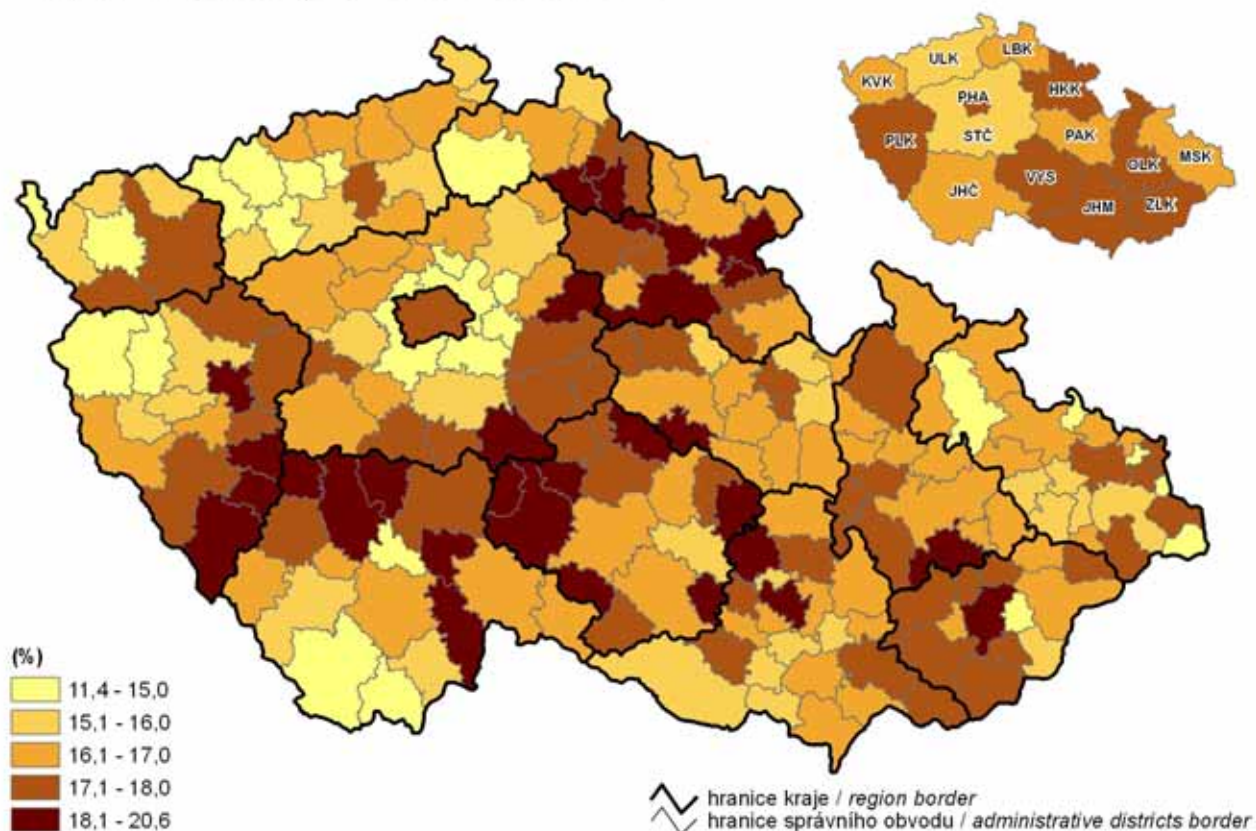 LBK
ULK
KVK
HKK
PHA
STČ
PAK
PLK
MSK
OLK
VYS
JHČ
ZLK
JHM
(%)
11,4 - 15,0
15,1 - 16,0
16,1 - 17,0
17,1 - 18,0
18,1 - 20,6
hranice kraje / region border
hranice správního obvodu / administrative districts border